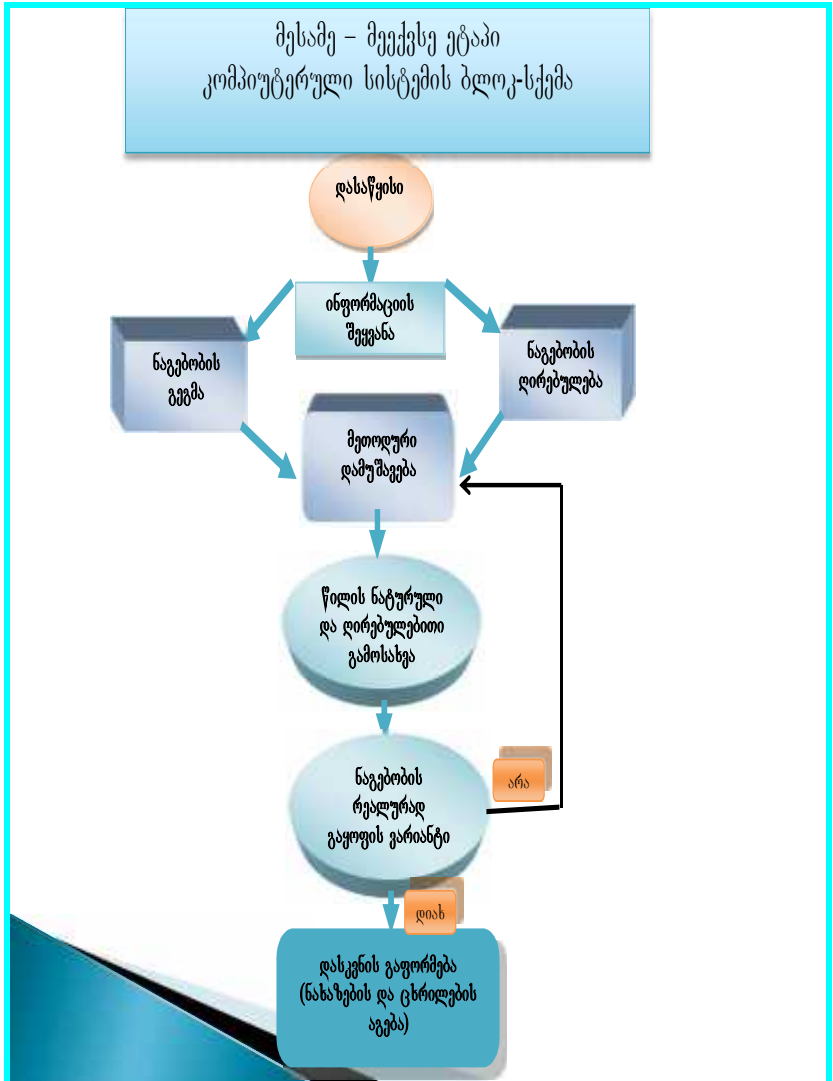 მესამე – მეექვსე ეტაპი
კომპიუტერული სისტემის ბლოკ-სქემა
დასაწყისი
ინფორმაციის
შეყვანა
ნაგებობის
გეგმა
ნაგებობის
ღირებულება
მეთოდური
დამუშავება
წილის ნატურული
და ღირებულებითი
გამოსახვა
ნაგებობის
რეალურად
გაყოფის ვარიანტი
არა
დიახ
დასკვნის გაფორმება
(ნახაზების და ცხრილების
აგება)